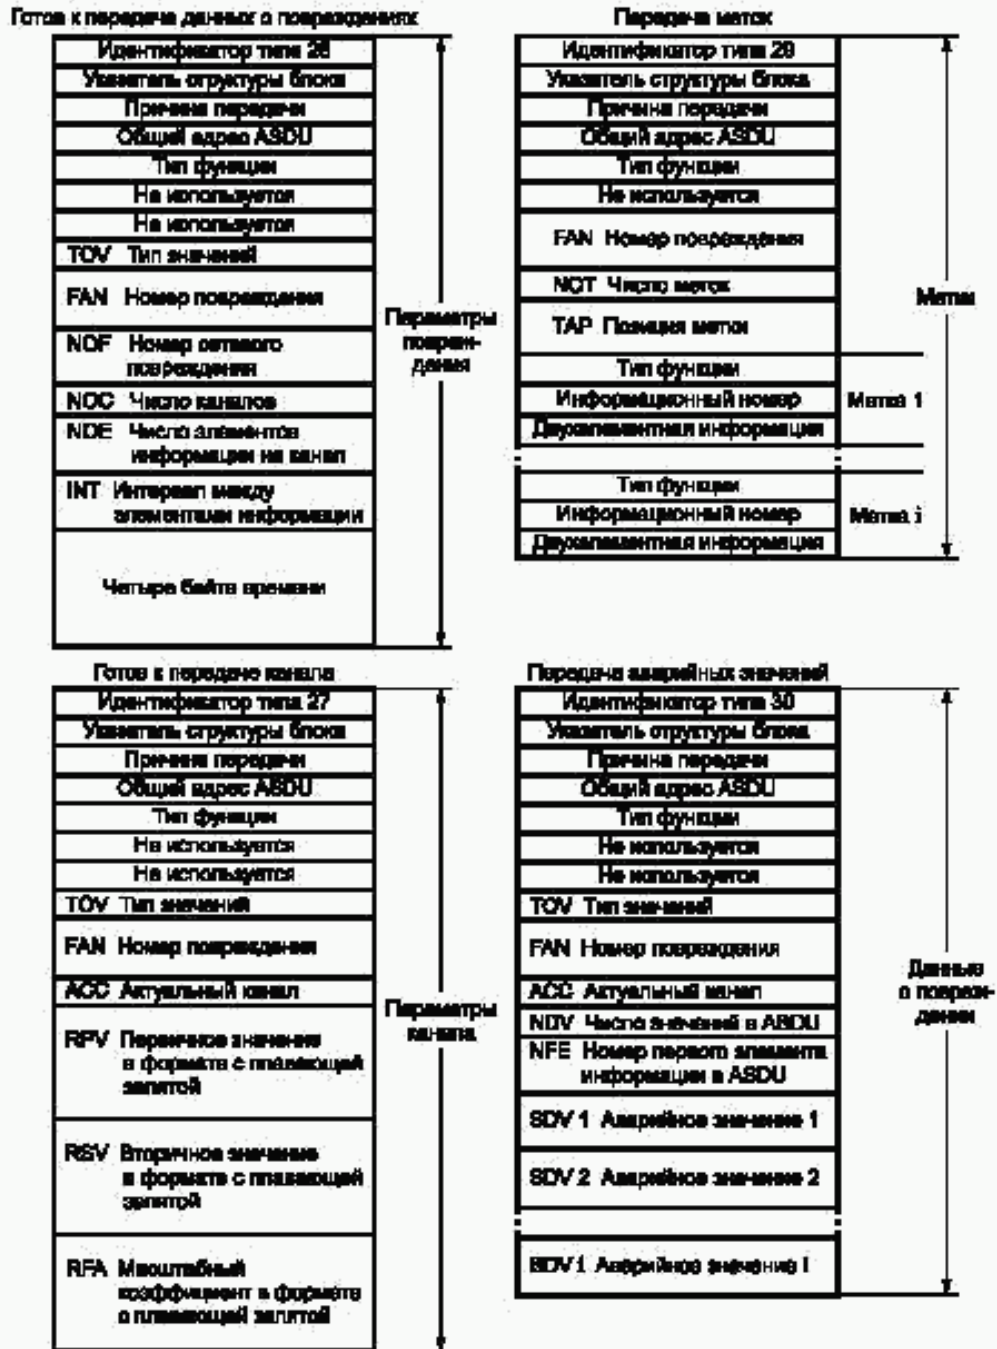 Готов к передаче данных о повреждениях
Идентификатор типа 26
Указатель структуры блока
Причина передачи
Общий адрес ASDU
Тип функции
Не используется
Не используется
TOV Тип значений
FAN Номер повреждения
NOF Номер сетевого
повреждения
NOC Число каналов
NOE Число элементов
информации на канал
INT Интервал между
элементами информации
Четыре байта времени
Параметры
повреж-
дения
Передача меток
Идентификатор типа 29
Указатель структуры блока
Причина передачи
Общий адрес ASDU
Тип функции
Не используется
FAN Номер повреждения
NOT Число меток
TAP Позиция метки
Тип функции
Информационный номер
Двухэлементная информация
Метка 1
Тип функции
Информационный номер
Двухэлементная информация
Метка i
Метки
Готов к передаче канала
Идентификатор типа 27
Указатель структуры блока
Причина передачи
Общий адрес ASDU
Тип функции
Не используется
Не используется
TOV Тип значений
FAN Номер повреждения
ACC Актуальный канал
RPV Первичное значение
в формате с плавающей
запятой
RSV Вторичное значение
в формате с плавающей
запятой
RFA Масштабный
коэффициент в формате
с плавающей запятой
Параметры
канала
Передача аварийных значений
Идентификатор типа 30
Указатель структуры блока
Причина передачи
Общий адрес ASDU
Тип функции
Не используется
Не используется
TOV Тип значений
FAN Номер повреждения
ACC Актуальный канал
NDV Число значений в ASDU
NFE Номер первого элемента
информации в ASDU
SDV 1 Аварийное значение 1
SDV 2 Аварийное значение 2
SDV i Аварийное значение i
Данные
о повреж-
дении